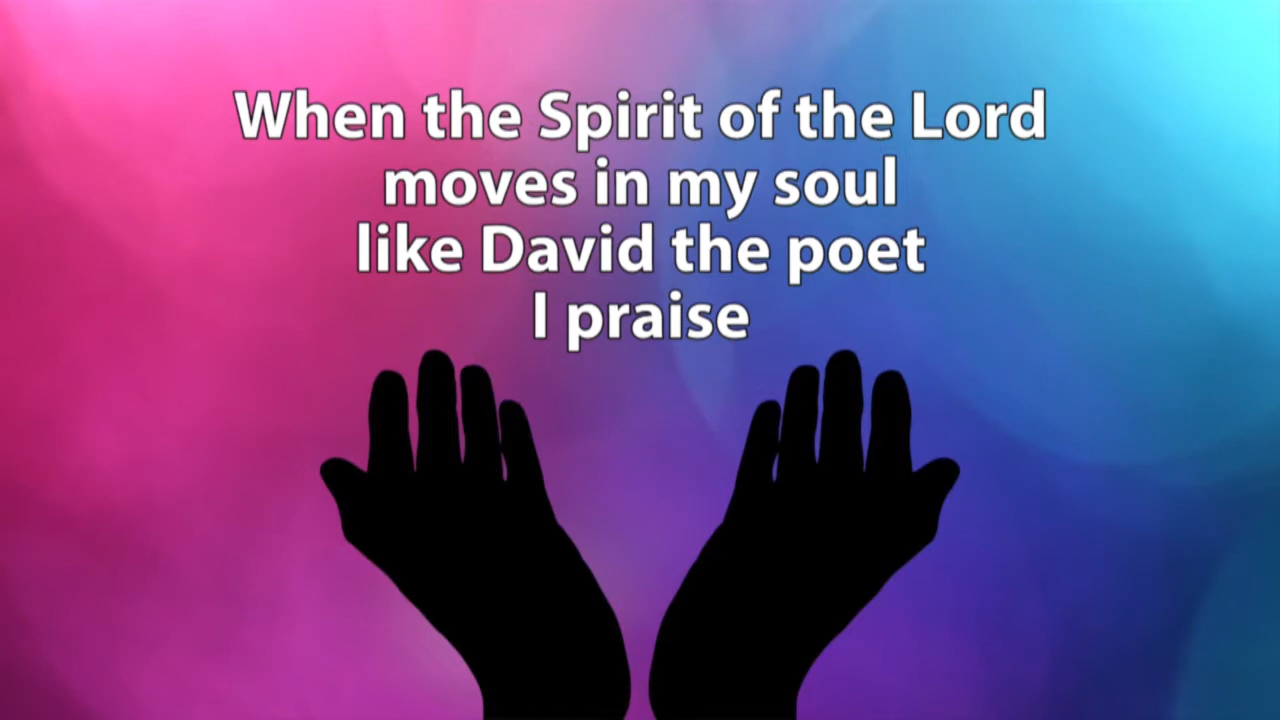 When the Spirit of the Lord
moves in my soul
like David the poet
I praise